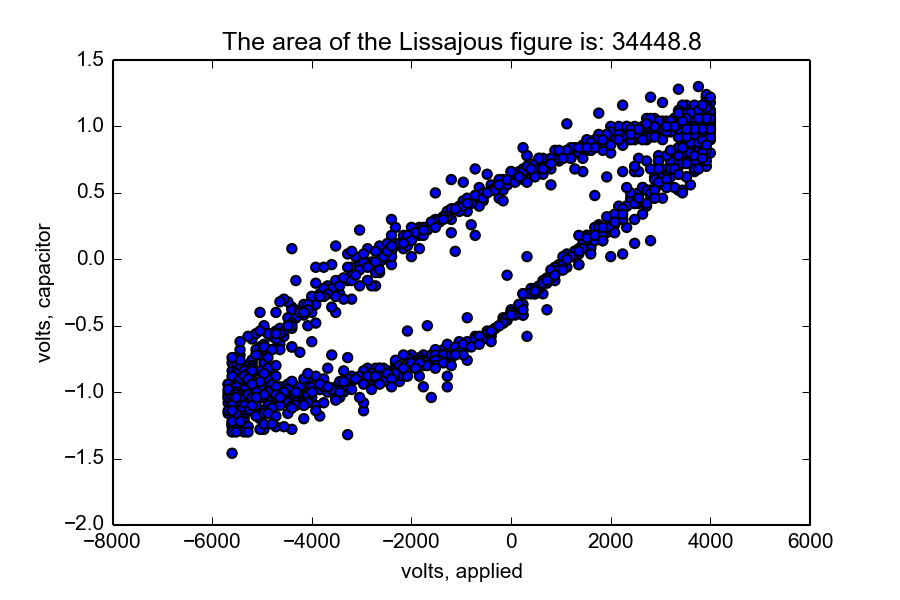 The area of the Lissajous figure is: 34448.8
1.5
1.0
0.5
0.0
−0.5
−1.0
−1.5
−2.0
volts, capacitor
−8000 −6000 −4000 −2000 0 2000 4000 6000
volts, applied